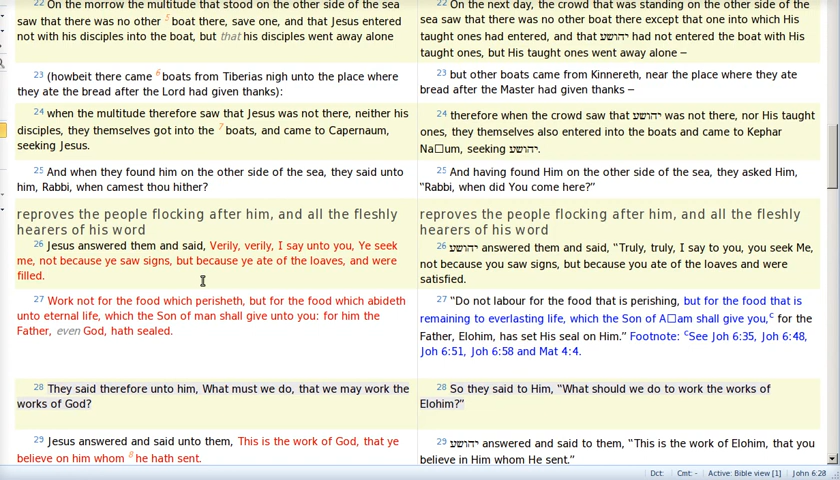 22 On the morrow the multitude that stood on the other side of the
sea saw that there was no other 5 boat there, save one, and that Jesus entered
not with his disciples into the boat, but that his disciples went away alone
23 (howbeit there came 6 boats from Tiberias nigh unto the place where
they ate the bread after the Lord had given thanks):
24 when the multitude therefore saw that Jesus was not there, neither his
disciples, they themselves got into the 7 boats, and came to Capernaum,
seeking Jesus.
25 And when they found him on the other side of the sea, they said unto
him, Rabbi, when camest thou hither?
reproves the people flocking after him, and all the fleshly
hearers of his word
26 Jesus answered them and said, Verily, verily, I say unto you, Ye seek
me, not because ye saw signs, but because ye ate of the loaves, and were
filled.
27 Work not for the food which perisheth, but for the food which abideth
unto eternal life, which the Son of man shall give unto you: for him the
Father, even God, hath sealed.
28 They said therefore unto him, What must we do, that we may work the
works of God?
29 Jesus answered and said unto them, This is the work of God, that ye
believe on him whom 8 he hath sent.
22 On the next day, the crowd that was standing on the other side of the
sea saw that there was no other boat there except that one into which His
taught ones had entered, and that יהושע had not entered the boat with His
taught ones, but His taught ones went away alone –
23 but other boats came from Kinnereth, near the place where they ate
bread after the Master had given thanks –
24 therefore when the crowd saw that יהושע was not there, nor His taught
ones, they themselves also entered into the boats and came to Kephar
Na□um, seeking יהושע.
25 And having found Him on the other side of the sea, they asked Him,
“Rabbi, when did You come here?”
reproves the people flocking after him, and all the fleshly
hearers of his word
26 יהושע answered them and said, “Truly, truly, I say to you, you seek Me,
not because you saw signs, but because you ate of the loaves and were
satisfied.
27 “Do not labour for the food that is perishing, but for the food that is
remaining to everlasting life, which the Son of A□am shall give you,c for the
Father, Elohim, has set His seal on Him.” Footnote: cSee Joh 6:35, Joh 6:48,
Joh 6:51, Joh 6:58 and Mat 4:4.
28 So they said to Him, “What should we do to work the works of
Elohim?”
29 יהושע answered and said to them, “This is the work of Elohim, that you
believe in Him whom He sent.”
Dct: Cmt: - Active: Bible view [1] John 6:28